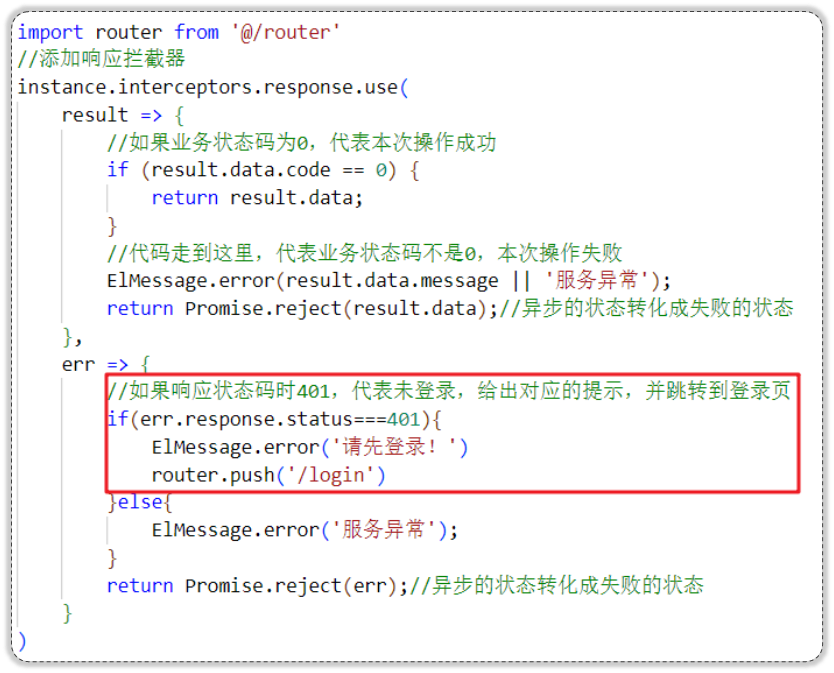 import router from '@/router'
//添加响应拦截器
instance.interceptors.response.use(
    result => {
        //如果业务状态码为0，代表本次操作成功
        if (result.data.code == 0) {
            return result.data;
        }
        //代码走到这里，代表业务状态码不是0，本次操作失败
        ElMessage.error(result.data.message || '服务异常');
        return Promise.reject(result.data);//异步的状态转化成失败的状态
    },
    err => {
        //如果响应状态码时401，代表未登录，给出对应的提示，并跳转到登录页
        if(err.response.status===401){
            ElMessage.error('请先登录！')
            router.push('/login')
        }else{
            ElMessage.error('服务异常');
        }
        return Promise.reject(err);//异步的状态转化成失败的状态
    }
)